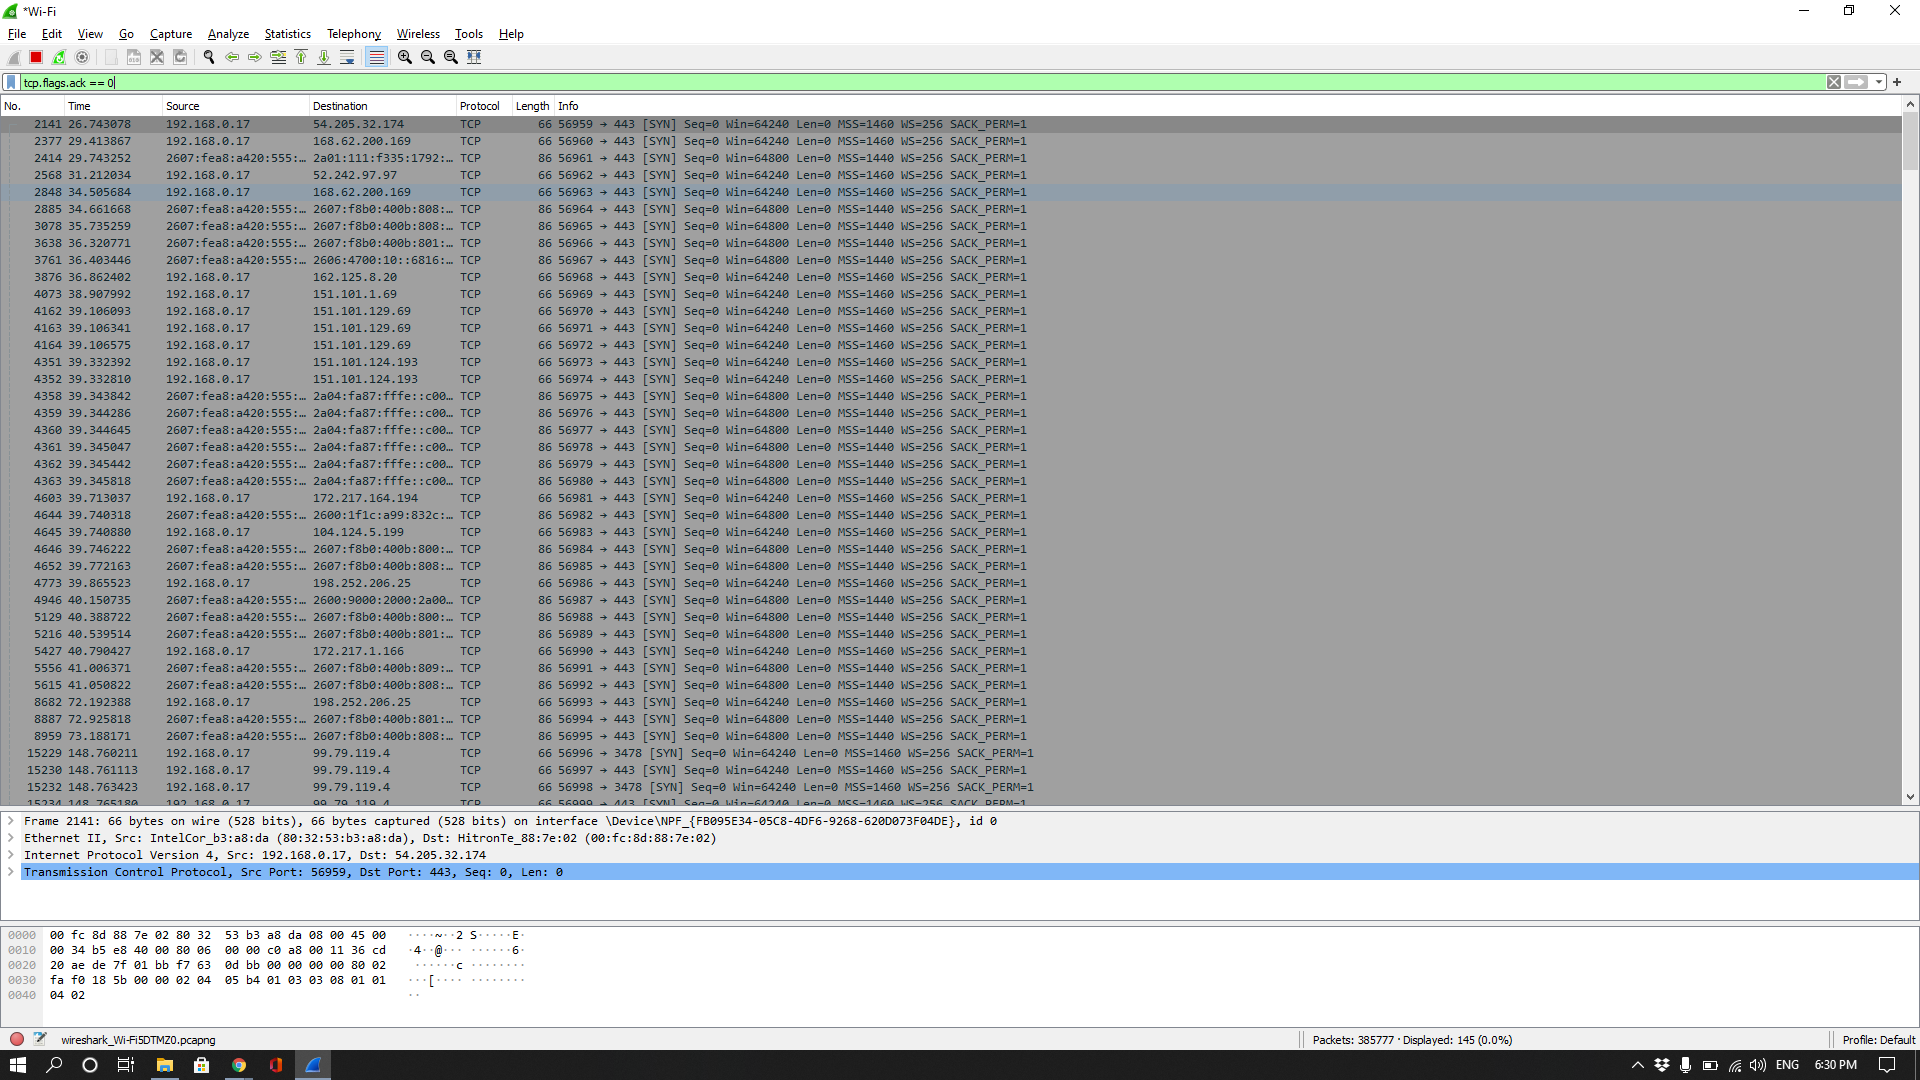 *Wi-Fi
File Edit View Go Capture Analyze Statistics Telephony Wireless Tools Help
tcp.flags.ack == 0
No. Time Source Destination Protocol Length Info
2141 26.743078 192.168.0.17 54.205.32.174 TCP 66 56959 → 443 [SYN] Seq=0 Win=64240 Len=0 MSS=1460 WS=256 SACK_PERM=1
2377 29.413867 192.168.0.17 168.62.200.169 TCP 66 56960 → 443 [SYN] Seq=0 Win=64240 Len=0 MSS=1460 WS=256 SACK_PERM=1
2414 29.743252 2607:fea8:a420:555:… 2a01:111:f335:1792:… TCP 86 56961 → 443 [SYN] Seq=0 Win=64800 Len=0 MSS=1440 WS=256 SACK_PERM=1
2568 31.212034 192.168.0.17 52.242.97.97 TCP 66 56962 → 443 [SYN] Seq=0 Win=64240 Len=0 MSS=1460 WS=256 SACK_PERM=1
2848 34.505684 192.168.0.17 168.62.200.169 TCP 66 56963 → 443 [SYN] Seq=0 Win=64240 Len=0 MSS=1460 WS=256 SACK_PERM=1
2885 34.661668 2607:fea8:a420:555:… 2607:f8b0:400b:808:… TCP 86 56964 → 443 [SYN] Seq=0 Win=64800 Len=0 MSS=1440 WS=256 SACK_PERM=1
3078 35.735259 2607:fea8:a420:555:… 2607:f8b0:400b:808:… TCP 86 56965 → 443 [SYN] Seq=0 Win=64800 Len=0 MSS=1440 WS=256 SACK_PERM=1
3638 36.320771 2607:fea8:a420:555:… 2607:f8b0:400b:801:… TCP 86 56966 → 443 [SYN] Seq=0 Win=64800 Len=0 MSS=1440 WS=256 SACK_PERM=1
3761 36.403446 2607:fea8:a420:555:… 2606:4700:10::6816:… TCP 86 56967 → 443 [SYN] Seq=0 Win=64800 Len=0 MSS=1440 WS=256 SACK_PERM=1
3876 36.862402 192.168.0.17 162.125.8.20 TCP 66 56968 → 443 [SYN] Seq=0 Win=64240 Len=0 MSS=1460 WS=256 SACK_PERM=1
4073 38.907992 192.168.0.17 151.101.1.69 TCP 66 56969 → 443 [SYN] Seq=0 Win=64240 Len=0 MSS=1460 WS=256 SACK_PERM=1
4162 39.106093 192.168.0.17 151.101.129.69 TCP 66 56970 → 443 [SYN] Seq=0 Win=64240 Len=0 MSS=1460 WS=256 SACK_PERM=1
4163 39.106341 192.168.0.17 151.101.129.69 TCP 66 56971 → 443 [SYN] Seq=0 Win=64240 Len=0 MSS=1460 WS=256 SACK_PERM=1
4164 39.106575 192.168.0.17 151.101.129.69 TCP 66 56972 → 443 [SYN] Seq=0 Win=64240 Len=0 MSS=1460 WS=256 SACK_PERM=1
4351 39.332392 192.168.0.17 151.101.124.193 TCP 66 56973 → 443 [SYN] Seq=0 Win=64240 Len=0 MSS=1460 WS=256 SACK_PERM=1
4352 39.332810 192.168.0.17 151.101.124.193 TCP 66 56974 → 443 [SYN] Seq=0 Win=64240 Len=0 MSS=1460 WS=256 SACK_PERM=1
4358 39.343842 2607:fea8:a420:555:… 2a04:fa87:fffe::c00… TCP 86 56975 → 443 [SYN] Seq=0 Win=64800 Len=0 MSS=1440 WS=256 SACK_PERM=1
4359 39.344286 2607:fea8:a420:555:… 2a04:fa87:fffe::c00… TCP 86 56976 → 443 [SYN] Seq=0 Win=64800 Len=0 MSS=1440 WS=256 SACK_PERM=1
4360 39.344645 2607:fea8:a420:555:… 2a04:fa87:fffe::c00… TCP 86 56977 → 443 [SYN] Seq=0 Win=64800 Len=0 MSS=1440 WS=256 SACK_PERM=1
4361 39.345047 2607:fea8:a420:555:… 2a04:fa87:fffe::c00… TCP 86 56978 → 443 [SYN] Seq=0 Win=64800 Len=0 MSS=1440 WS=256 SACK_PERM=1
4362 39.345442 2607:fea8:a420:555:… 2a04:fa87:fffe::c00… TCP 86 56979 → 443 [SYN] Seq=0 Win=64800 Len=0 MSS=1440 WS=256 SACK_PERM=1
4363 39.345818 2607:fea8:a420:555:… 2a04:fa87:fffe::c00… TCP 86 56980 → 443 [SYN] Seq=0 Win=64800 Len=0 MSS=1440 WS=256 SACK_PERM=1
4603 39.713037 192.168.0.17 172.217.164.194 TCP 66 56981 → 443 [SYN] Seq=0 Win=64240 Len=0 MSS=1460 WS=256 SACK_PERM=1
4644 39.740318 2607:fea8:a420:555:… 2600:1f1c:a99:832c:… TCP 86 56982 → 443 [SYN] Seq=0 Win=64800 Len=0 MSS=1440 WS=256 SACK_PERM=1
4645 39.740880 192.168.0.17 104.124.5.199 TCP 66 56983 → 443 [SYN] Seq=0 Win=64240 Len=0 MSS=1460 WS=256 SACK_PERM=1
4646 39.746222 2607:fea8:a420:555:… 2607:f8b0:400b:800:… TCP 86 56984 → 443 [SYN] Seq=0 Win=64800 Len=0 MSS=1440 WS=256 SACK_PERM=1
4652 39.772163 2607:fea8:a420:555:… 2607:f8b0:400b:808:… TCP 86 56985 → 443 [SYN] Seq=0 Win=64800 Len=0 MSS=1440 WS=256 SACK_PERM=1
4773 39.865523 192.168.0.17 198.252.206.25 TCP 66 56986 → 443 [SYN] Seq=0 Win=64240 Len=0 MSS=1460 WS=256 SACK_PERM=1
4946 40.150735 2607:fea8:a420:555:… 2600:9000:2000:2a00… TCP 86 56987 → 443 [SYN] Seq=0 Win=64800 Len=0 MSS=1440 WS=256 SACK_PERM=1
5129 40.388722 2607:fea8:a420:555:… 2607:f8b0:400b:800:… TCP 86 56988 → 443 [SYN] Seq=0 Win=64800 Len=0 MSS=1440 WS=256 SACK_PERM=1
5216 40.539514 2607:fea8:a420:555:… 2607:f8b0:400b:801:… TCP 86 56989 → 443 [SYN] Seq=0 Win=64800 Len=0 MSS=1440 WS=256 SACK_PERM=1
5427 40.790427 192.168.0.17 172.217.1.166 TCP 66 56990 → 443 [SYN] Seq=0 Win=64240 Len=0 MSS=1460 WS=256 SACK_PERM=1
5556 41.006371 2607:fea8:a420:555:… 2607:f8b0:400b:809:… TCP 86 56991 → 443 [SYN] Seq=0 Win=64800 Len=0 MSS=1440 WS=256 SACK_PERM=1
5615 41.050822 2607:fea8:a420:555:… 2607:f8b0:400b:808:… TCP 86 56992 → 443 [SYN] Seq=0 Win=64800 Len=0 MSS=1440 WS=256 SACK_PERM=1
8682 72.192388 192.168.0.17 198.252.206.25 TCP 66 56993 → 443 [SYN] Seq=0 Win=64240 Len=0 MSS=1460 WS=256 SACK_PERM=1
8887 72.925818 2607:fea8:a420:555:… 2607:f8b0:400b:801:… TCP 86 56994 → 443 [SYN] Seq=0 Win=64800 Len=0 MSS=1440 WS=256 SACK_PERM=1
8959 73.188171 2607:fea8:a420:555:… 2607:f8b0:400b:808:… TCP 86 56995 → 443 [SYN] Seq=0 Win=64800 Len=0 MSS=1440 WS=256 SACK_PERM=1
15229 148.760211 192.168.0.17 99.79.119.4 TCP 66 56996 → 3478 [SYN] Seq=0 Win=64240 Len=0 MSS=1460 WS=256 SACK_PERM=1
15230 148.761113 192.168.0.17 99.79.119.4 TCP 66 56997 → 443 [SYN] Seq=0 Win=64240 Len=0 MSS=1460 WS=256 SACK_PERM=1
15232 148.763423 192.168.0.17 99.79.119.4 TCP 66 56998 → 3478 [SYN] Seq=0 Win=64240 Len=0 MSS=1460 WS=256 SACK_PERM=1
15234 148.765180 192.168.0.17 99.79.119.4 TCP 66 56999 → 443 [SYN] Seq=0 Win=64240 Len=0 MSS=1460 WS=256 SACK_PERM=1
Frame 2141: 66 bytes on wire (528 bits), 66 bytes captured (528 bits) on interface \Device\NPF_{FB095E34-05C8-4DF6-9268-620D073F04DE}, id 0
Ethernet II, Src: IntelCor_b3:a8:da (80:32:53:b3:a8:da), Dst: HitronTe_88:7e:02 (00:fc:8d:88:7e:02)
Internet Protocol Version 4, Src: 192.168.0.17, Dst: 54.205.32.174
Transmission Control Protocol, Src Port: 56959, Dst Port: 443, Seq: 0, Len: 0
0000 00 fc 8d 88 7e 02 80 32 53 b3 a8 da 08 00 45 00 ····~··2 S·····E·
0010 00 34 b5 e8 40 00 80 06 00 00 c0 a8 00 11 36 cd ·4··@··· ······6·
0020 20 ae de 7f 01 bb f7 63 0d bb 00 00 00 00 80 02 ······c ········
0030 fa f0 18 5b 00 00 02 04 05 b4 01 03 03 08 01 01 ···[···· ········
0040 04 02 ··
wireshark_Wi-Fi5DTMZ0.pcapng Packets: 385777 · Displayed: 145 (0.0%) Profile: Default
ENG 6:30 PM